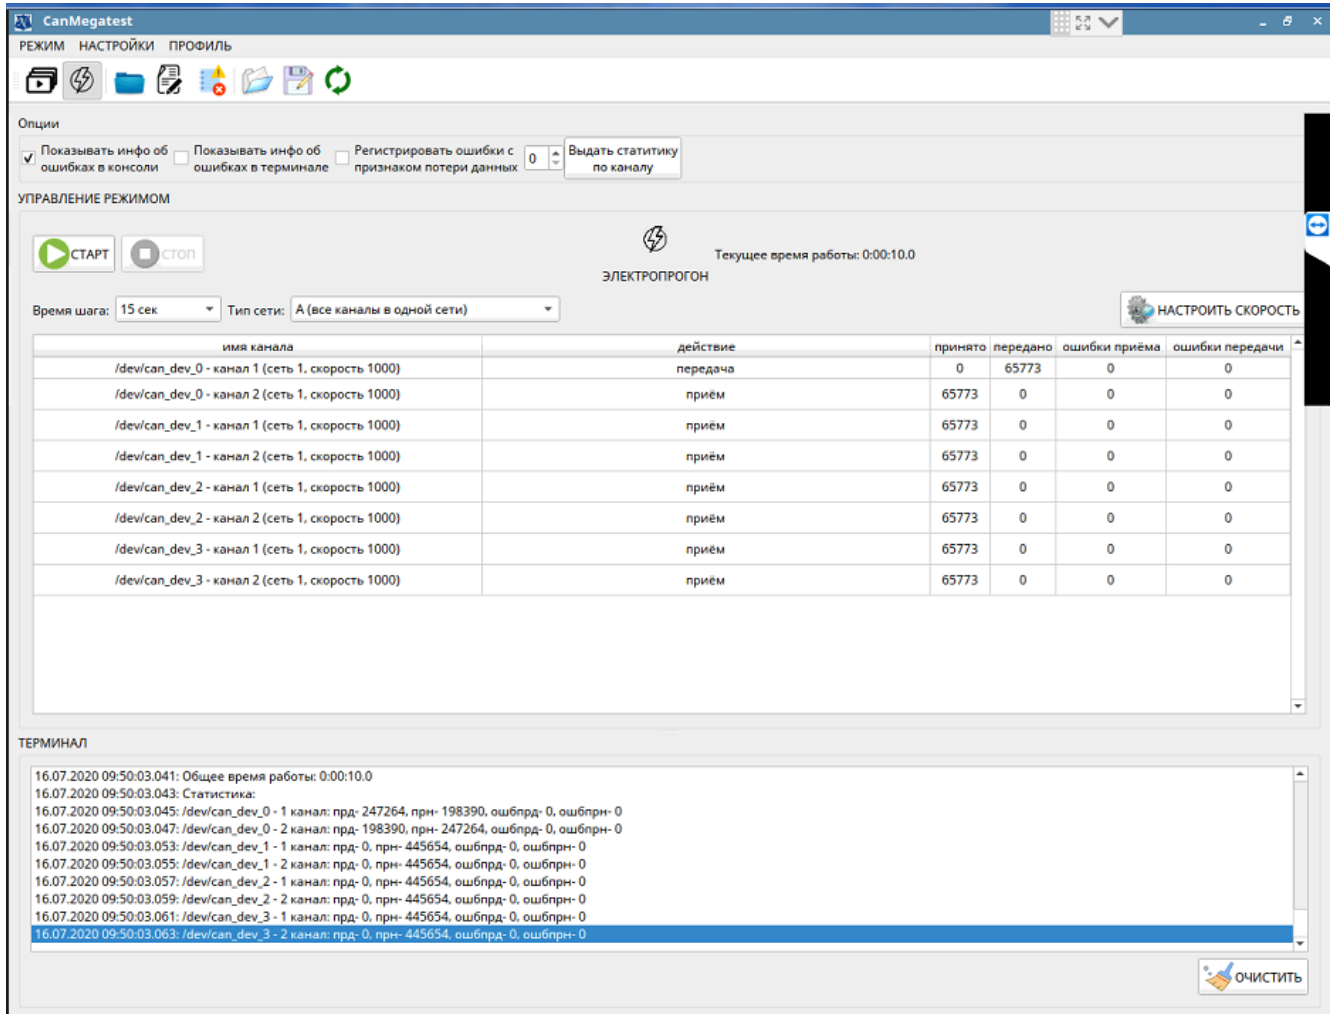 CanMegatest
РЕЖИМ НАСТРОЙКИ ПРОФИЛЬ
Опции
Показывать инфо об ошибках в консоли
Показывать инфо об ошибках в терминале
Регистрировать ошибки с признаком потери данных
0
Выдать статитику по каналу
УПРАВЛЕНИЕ РЕЖИМОМ
СТАРТ
СТОП
Текущее время работы: 0:00:10.0
ЭЛЕКТРОПРОГОН
Время шага: 15 сек Тип сети: А (все каналы в одной сети)
НАСТРОИТЬ СКОРОСТЬ
имя канала действие принято передано ошибки приёма ошибки передачи
/dev/can_dev_0 - канал 1 (сеть 1, скорость 1000) передача 0 65773 0 0
/dev/can_dev_0 - канал 2 (сеть 1, скорость 1000) приём 65773 0 0 0
/dev/can_dev_1 - канал 1 (сеть 1, скорость 1000) приём 65773 0 0 0
/dev/can_dev_1 - канал 2 (сеть 1, скорость 1000) приём 65773 0 0 0
/dev/can_dev_2 - канал 1 (сеть 1, скорость 1000) приём 65773 0 0 0
/dev/can_dev_2 - канал 2 (сеть 1, скорость 1000) приём 65773 0 0 0
/dev/can_dev_3 - канал 1 (сеть 1, скорость 1000) приём 65773 0 0 0
/dev/can_dev_3 - канал 2 (сеть 1, скорость 1000) приём 65773 0 0 0
ТЕРМИНАЛ
16.07.2020 09:50:03.041: Общее время работы: 0:00:10.0
16.07.2020 09:50:03.043: Статистика:
16.07.2020 09:50:03.045: /dev/can_dev_0 - 1 канал: прд- 247264, прн- 198390, ошбпрд- 0, ошбпрн- 0
16.07.2020 09:50:03.047: /dev/can_dev_0 - 2 канал: прд- 198390, прн- 247264, ошбпрд- 0, ошбпрн- 0
16.07.2020 09:50:03.053: /dev/can_dev_1 - 1 канал: прд- 0, прн- 445654, ошбпрд- 0, ошбпрн- 0
16.07.2020 09:50:03.055: /dev/can_dev_1 - 2 канал: прд- 0, прн- 445654, ошбпрд- 0, ошбпрн- 0
16.07.2020 09:50:03.057: /dev/can_dev_2 - 1 канал: прд- 0, прн- 445654, ошбпрд- 0, ошбпрн- 0
16.07.2020 09:50:03.059: /dev/can_dev_2 - 2 канал: прд- 0, прн- 445654, ошбпрд- 0, ошбпрн- 0
16.07.2020 09:50:03.061: /dev/can_dev_3 - 1 канал: прд- 0, прн- 445654, ошбпрд- 0, ошбпрн- 0
16.07.2020 09:50:03.063: /dev/can_dev_3 - 2 канал: прд- 0, прн- 445654, ошбпрд- 0, ошбпрн- 0
ОЧИСТИТЬ